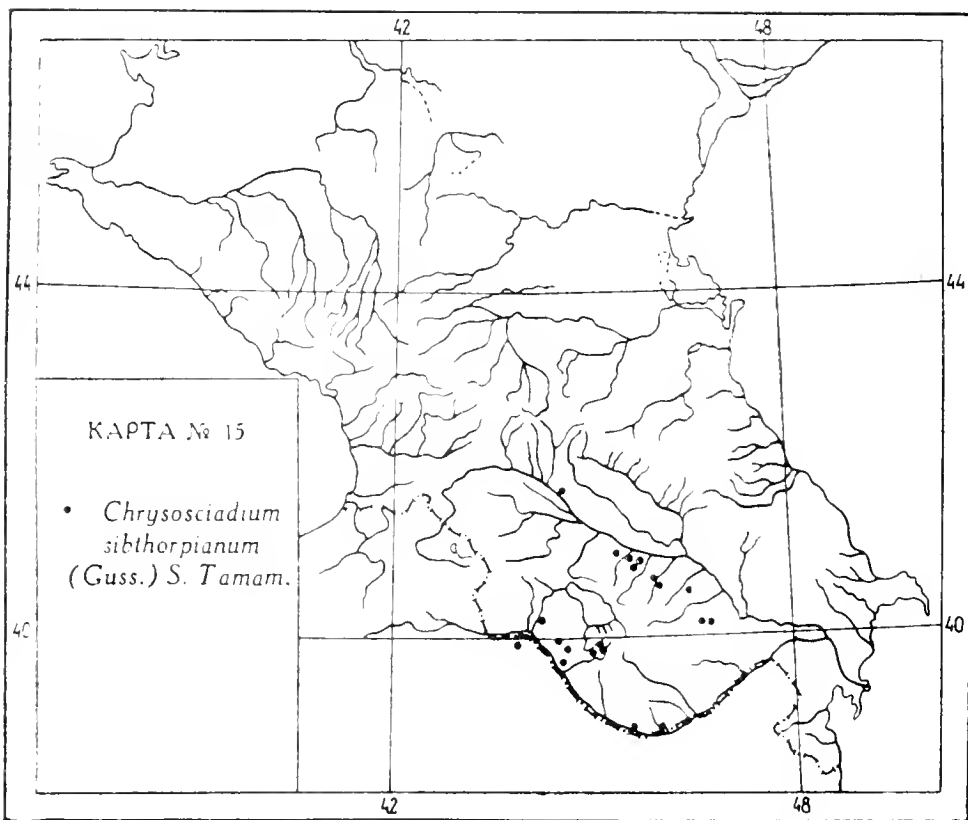 42 48
44 44
КАРТА № 15
• Chrysosciadium
sibthorpianum
(Guss.) S. Tamam.
40 40
42 48